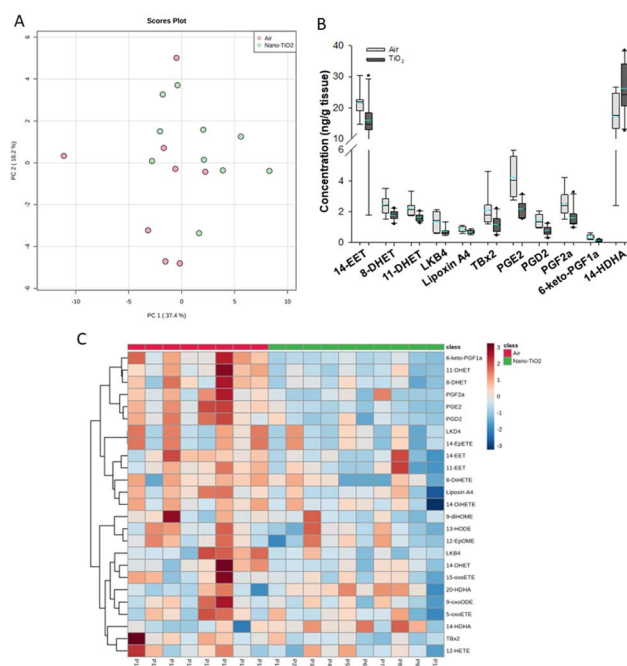 A
Scores Plot
Air
Nano-TiO2
PC 2 ( 16.2 %)
6
4
2
0
-2
-4
-6
-10
-5
0
5
10
PC 1 ( 37.4 %)
B
Air
TiO2
Concentration (ng/g tissue)
40
30
20
10
6
4
2
0
14-EET
8-DHET
11-DHET
LKB4
Lipoxin A4
TBx2
PGE2
PGD2
PGF2a
6-keto-PGF1a
14-HDHA
C
class
6-keto-PGF1a
11-DHET
8-DHET
PGF2a
PGE2
PGD2
LKD4
14-EpETE
14-EET
11-EET
8-DiHETE
Lipoxin A4
14-DiHETE
9-diHOME
13-HODE
12-EpOME
LKB4
14-DHET
15-oxoETE
20-HDHA
9-oxoODE
5-oxoETE
14-HDHA
TBx2
12-HETE
3
2
1
0
-1
-2
-3
class
Air
Nano-TiO2